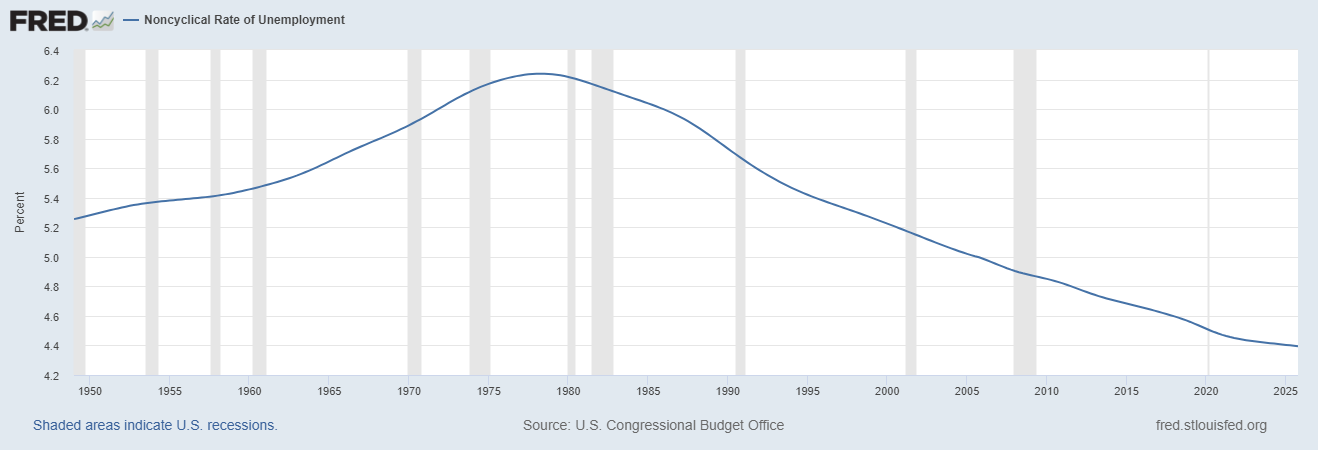 FRED
Noncyclical Rate of Unemployment
Percent
6.4
6.2
6.0
5.8
5.6
5.4
5.2
5.0
4.8
4.6
4.4
4.2
1950 1955 1960 1965 1970 1975 1980 1985 1990 1995 2000 2005 2010 2015 2020 2025
Shaded areas indicate U.S. recessions. Source: U.S. Congressional Budget Office fred.stlouisfed.org